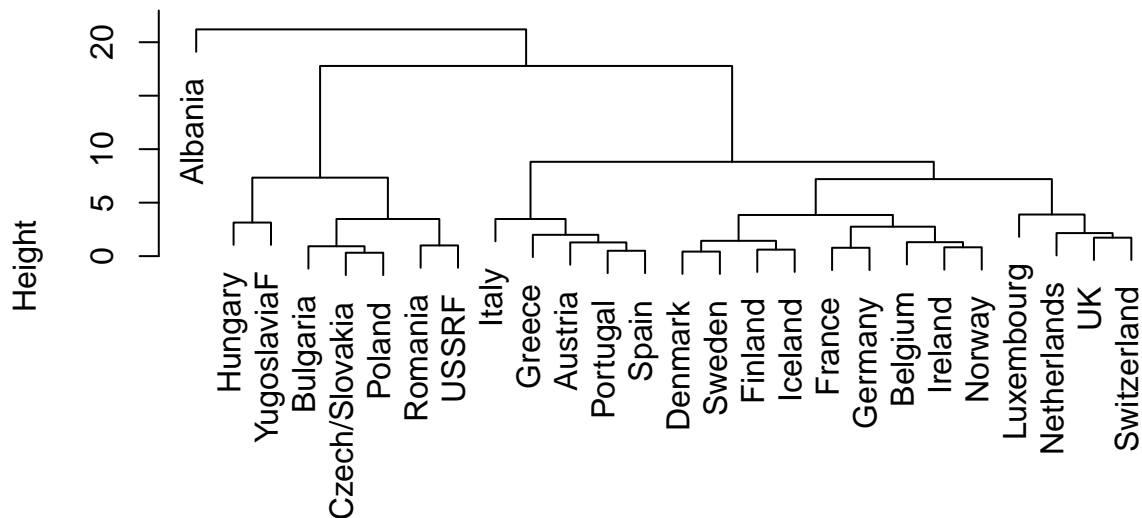 Height
20
10
5
0
Albania
Hungary
YugoslaviaF
Bulgaria
Czech/Slovakia
Poland
Romania
USSRF
Italy
Greece
Austria
Portugal
Spain
Denmark
Sweden
Finland
Iceland
France
Germany
Belgium
Ireland
Norway
Luxembourg
Netherlands
UK
Switzerland